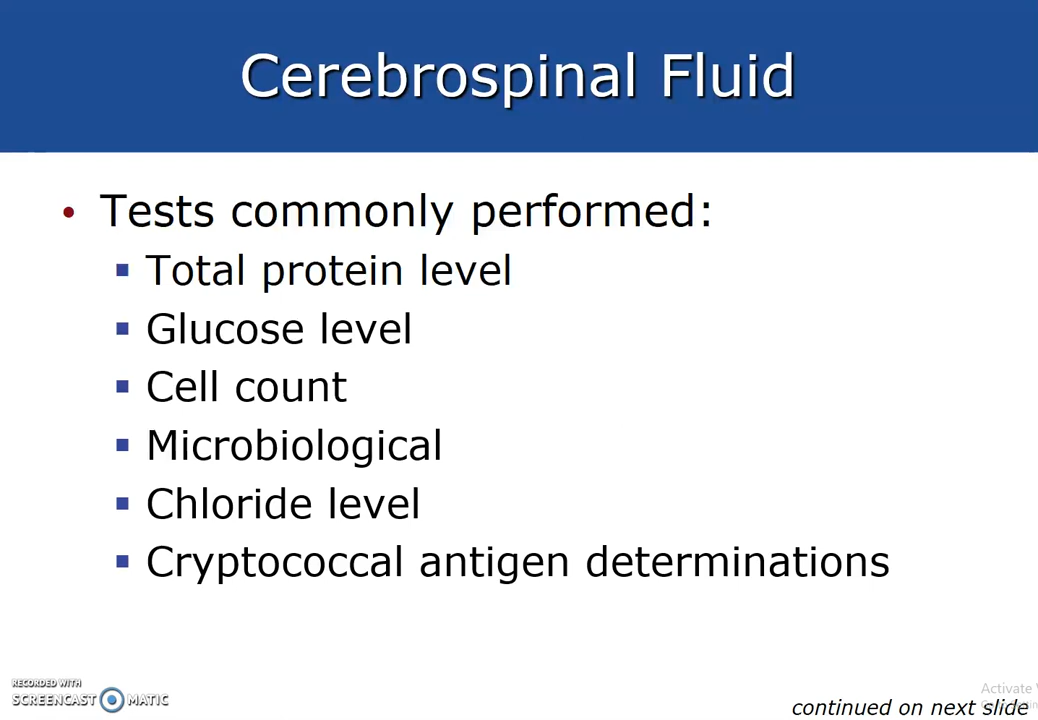 Cerebrospinal Fluid
• Tests commonly performed:
▪ Total protein level
▪ Glucose level
▪ Cell count
▪ Microbiological
▪ Chloride level
▪ Cryptococcal antigen determinations
RECORDED WITH
SCREENCAST MATIC
Activate
continued on next slide